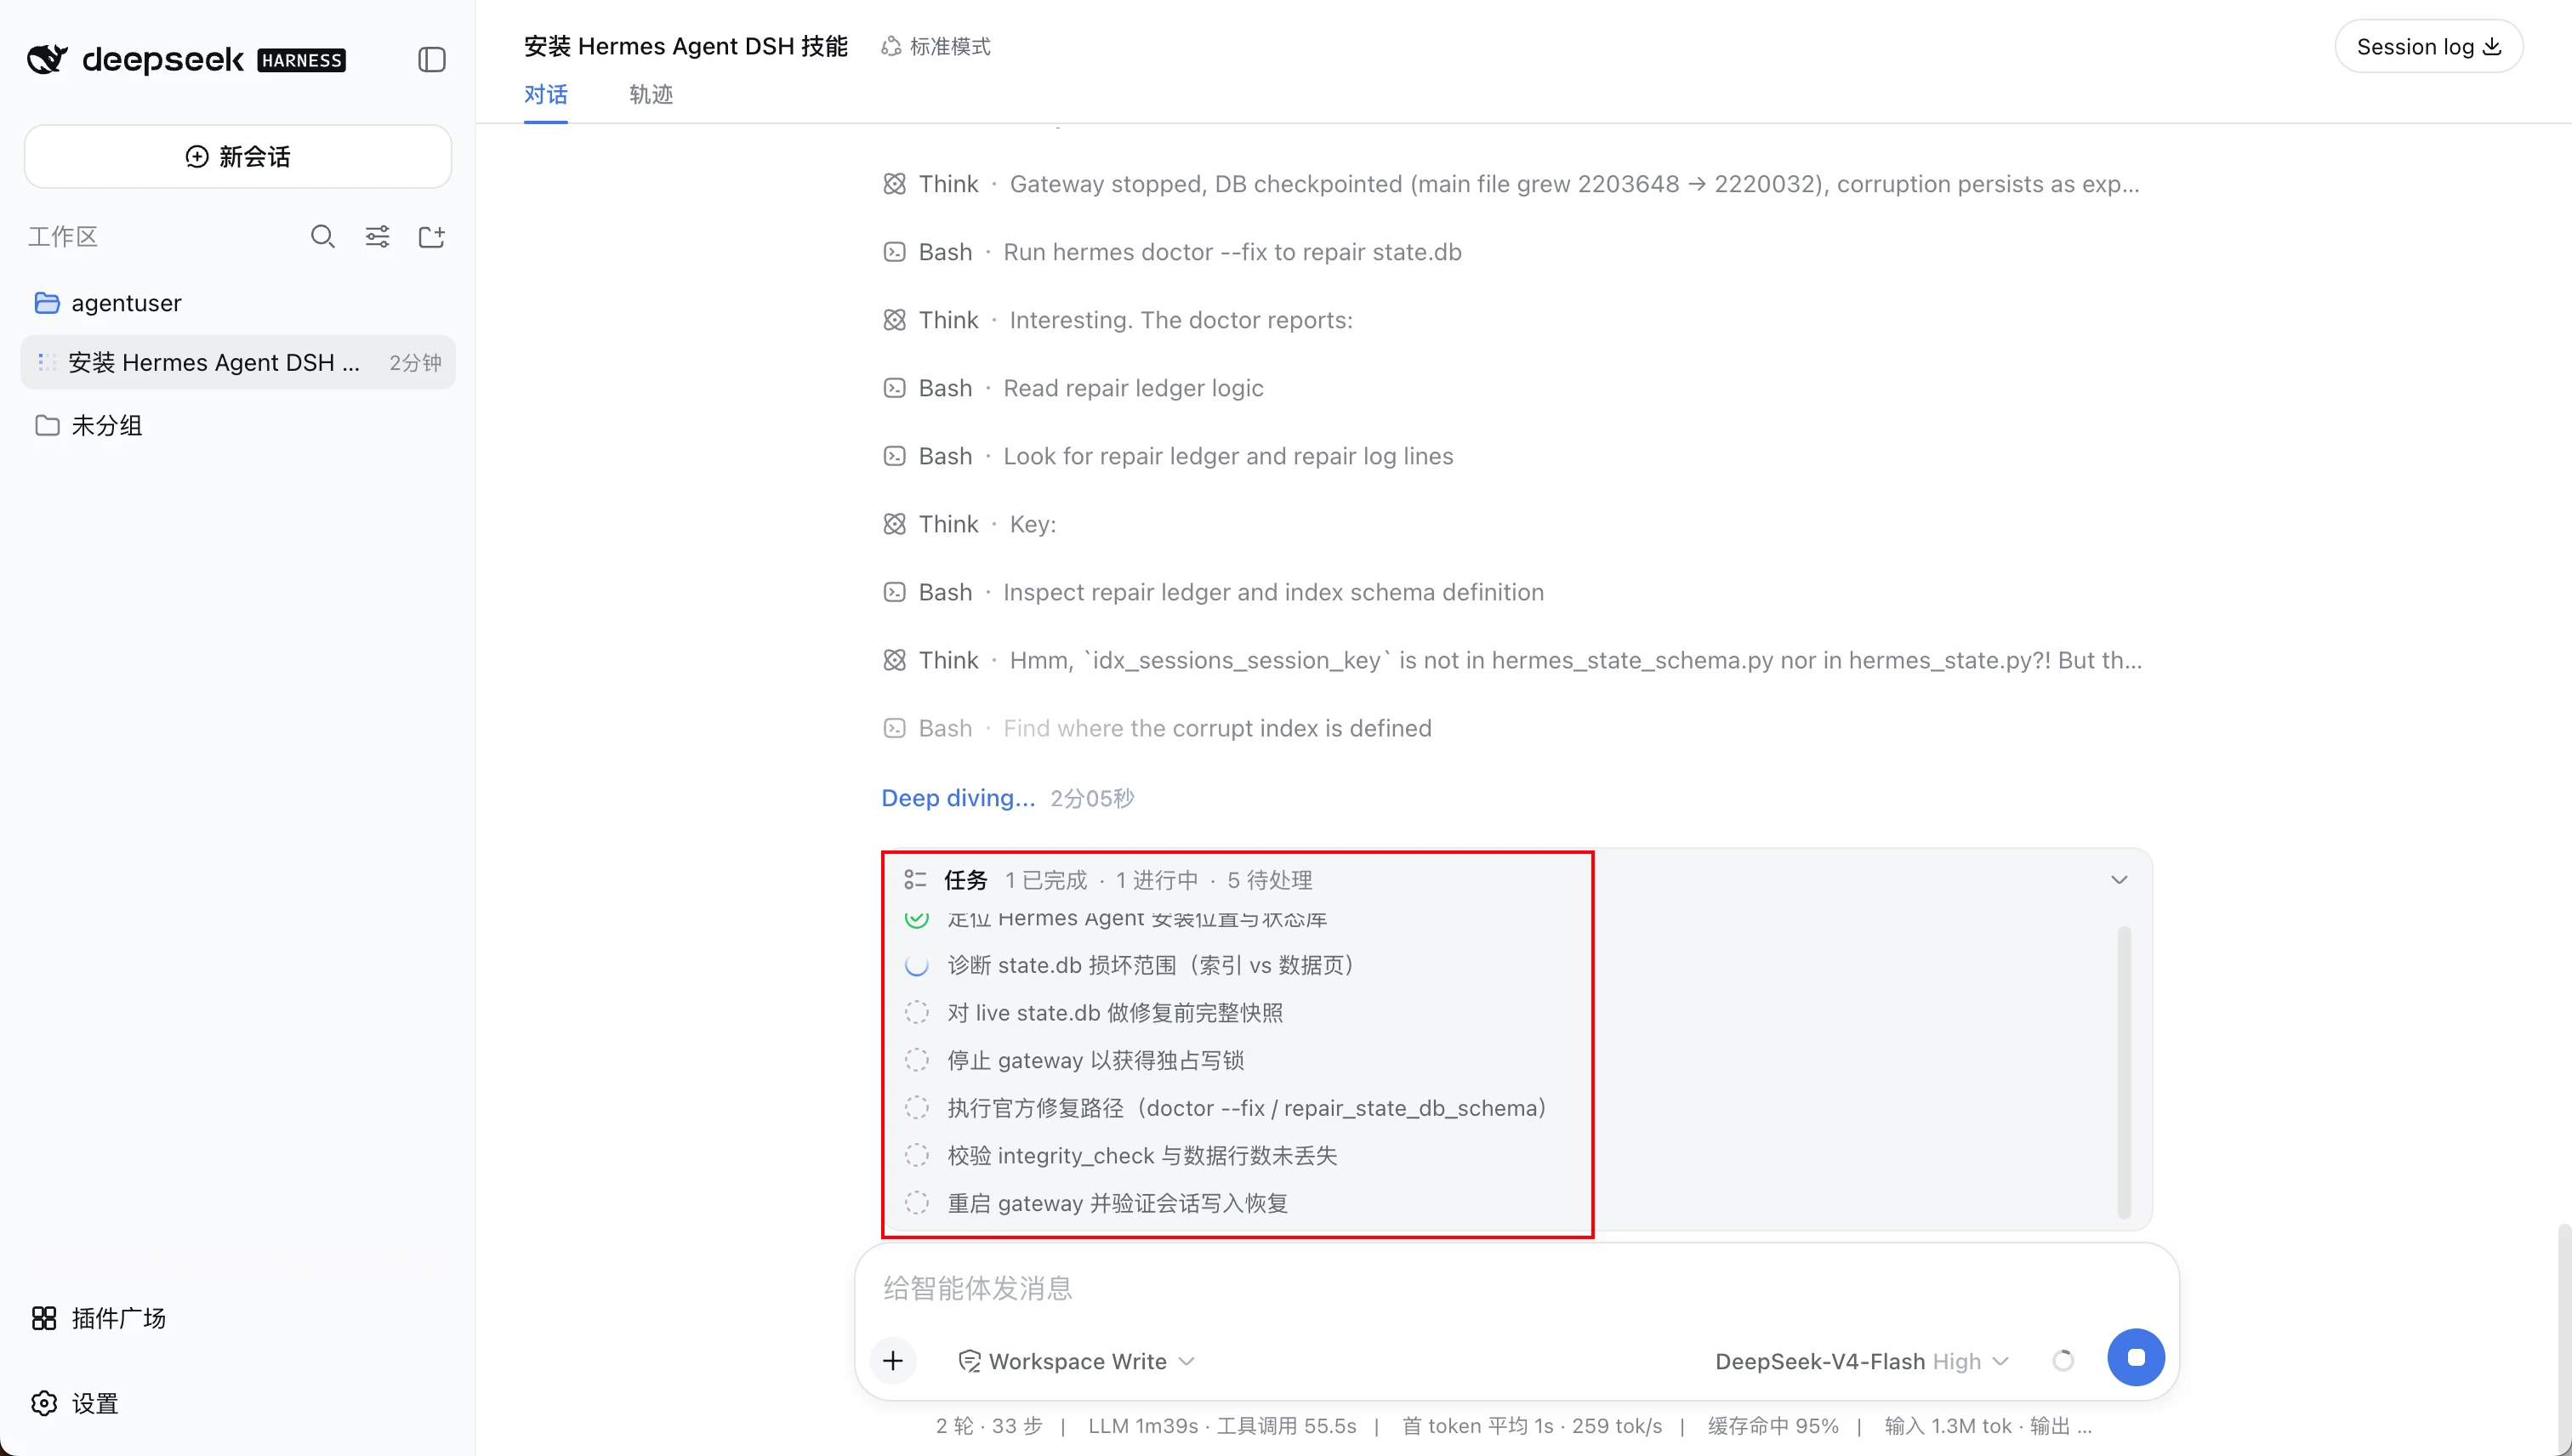 deepseek HARNESS
新会话
工作区
agentuser
安装 Hermes Agent DSH ... 2分钟
未分组
插件广场
设置
安装 Hermes Agent DSH 技能 标准模式
Session log
对话 轨迹
Think · Gateway stopped, DB checkpointed (main file grew 2203648 → 2220032), corruption persists as exp...
Bash · Run hermes doctor --fix to repair state.db
Think · Interesting. The doctor reports:
Bash · Read repair ledger logic
Bash · Look for repair ledger and repair log lines
Think · Key:
Bash · Inspect repair ledger and index schema definition
Think · Hmm, `idx_sessions_session_key` is not in hermes_state_schema.py nor in hermes_state.py?! But th...
Bash · Find where the corrupt index is defined
Deep diving... 2分05秒
任务 1 已完成 · 1 进行中 · 5 待处理
定位 Hermes Agent 安装位置与状态库
诊断 state.db 损坏范围（索引 vs 数据页）
对 live state.db 做修复前完整快照
停止 gateway 以获得独占写锁
执行官方修复路径（doctor --fix / repair_state_db_schema）
校验 integrity_check 与数据行数未丢失
重启 gateway 并验证会话写入恢复
给智能体发消息
Workspace Write
DeepSeek-V4-Flash High
2 轮 · 33 步 | LLM 1m39s · 工具调用 55.5s | 首 token 平均 1s · 259 tok/s | 缓存命中 95% | 输入 1.3M tok · 输出 ...